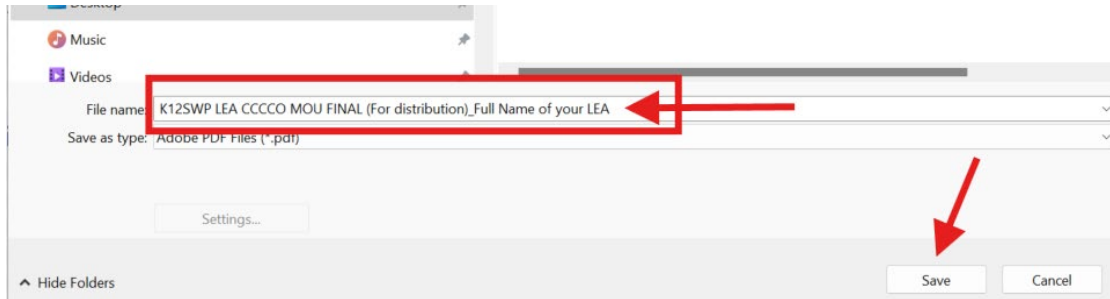 Desktop
Music
Videos
File name: K12SWP LEA CCCCO MOU FINAL (For distribution)_Full Name of your LEA
Save as type: Adobe PDF Files (*.pdf)
Settings...
Hide Folders
Save Cancel